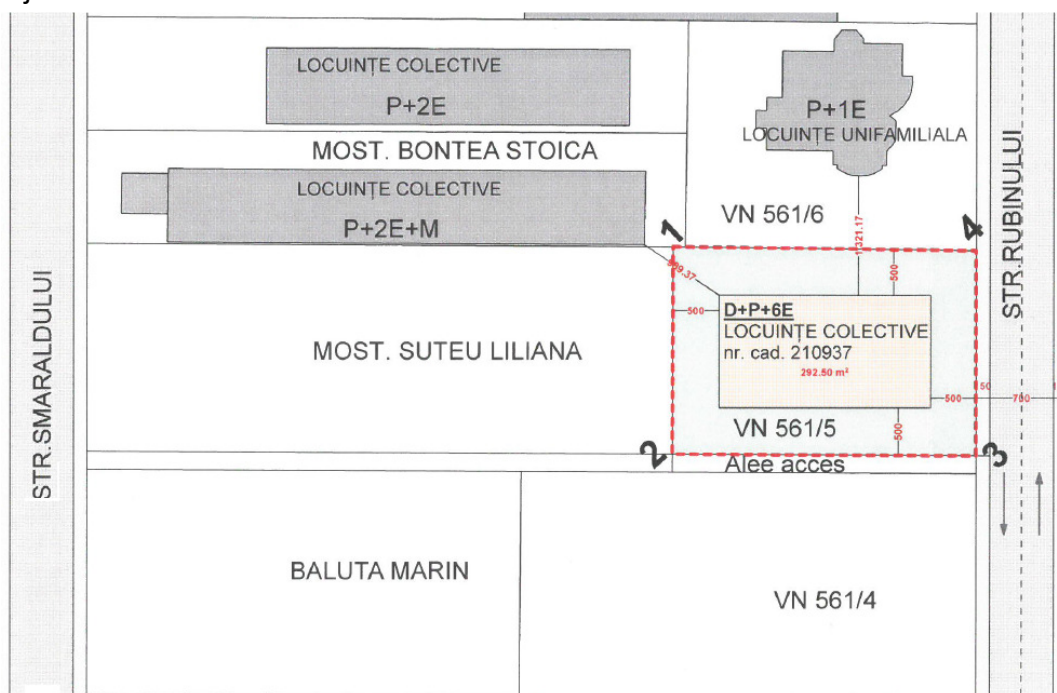 LOCUINȚE COLECTIVE
P+2E
P+1E
LOCUINȚE UNIFAMILIALA
MOST. BONTEA STOICA
LOCUINȚE COLECTIVE
P+2E+M
VN 561/6
1
4
STR.RUBINULUI
500
D+P+6E
LOCUINȚE COLECTIVE
nr. cad. 210937
292.50 m²
500
MOST. SUTEU LILIANA
STR.SMARALDULUI
500
700
VN 561/5
500
2
3
Alee acces
BALUTA MARIN
VN 561/4